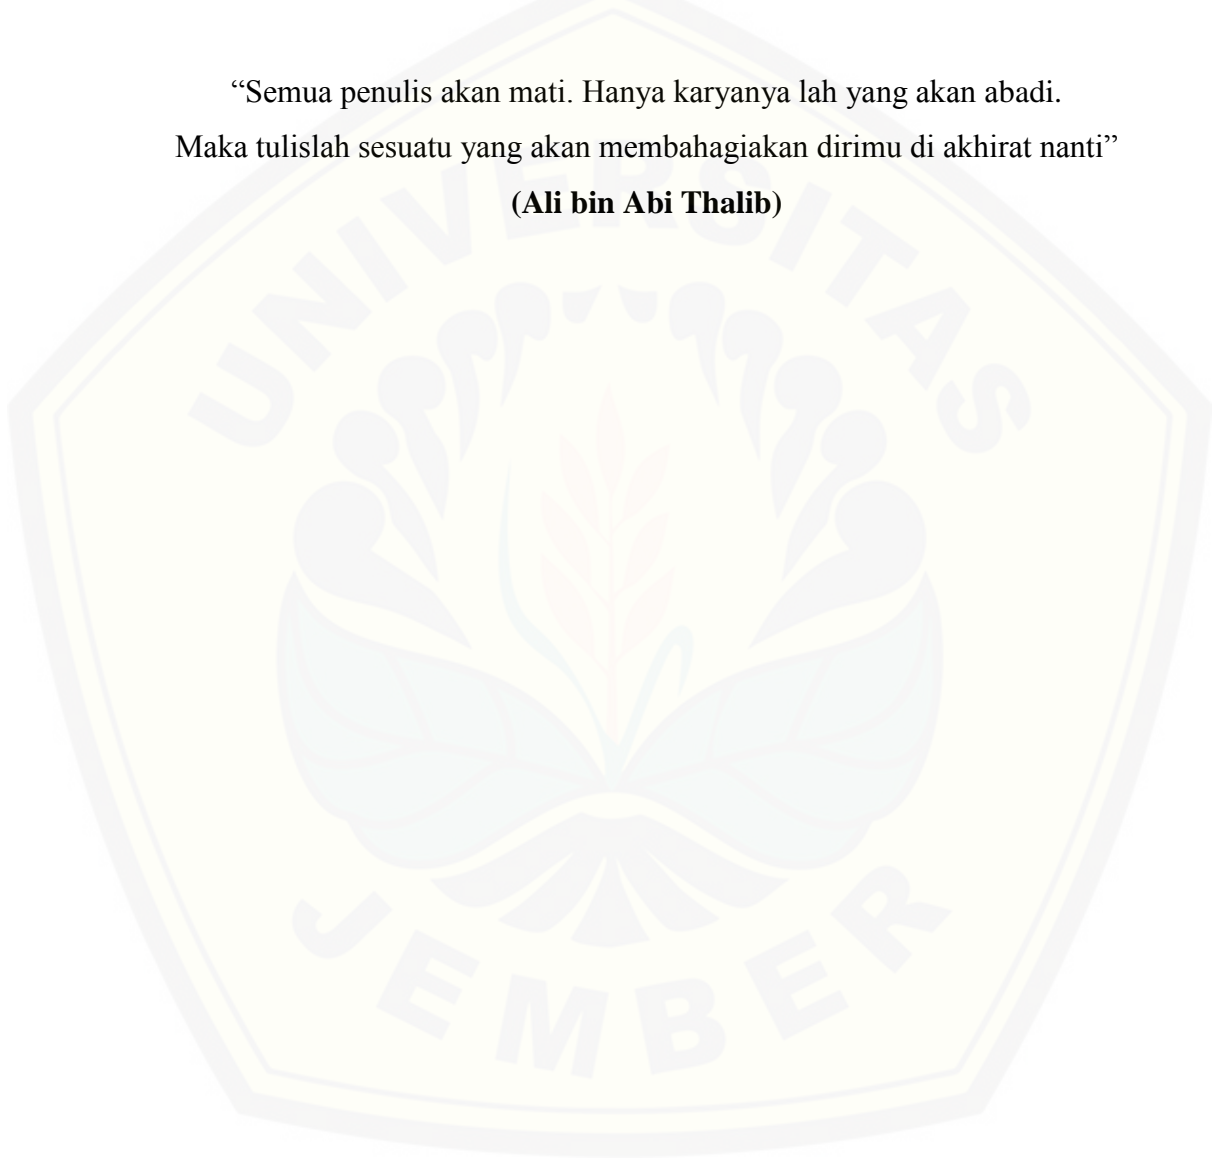 “Semua penulis akan mati. Hanya karyanya lah yang akan abadi.
Maka tulislah sesuatu yang akan membahagiakan dirimu di akhirat nanti”
(Ali bin Abi Thalib)
UNIVERSITAS
JEMBER